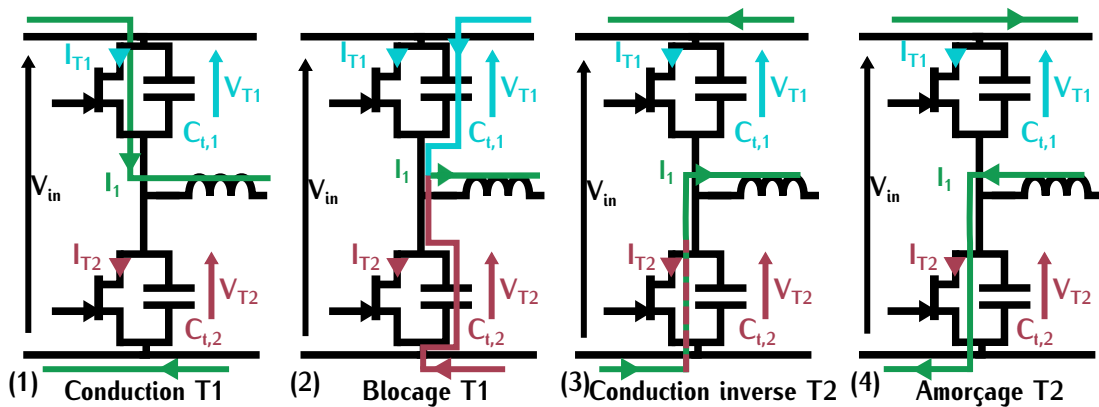 I_T1
V_T1
C_t,1
I_1
V_in
I_T2
V_T2
C_t,2
(1) Conduction T1
I_T1
V_T1
C_t,1
I_1
V_in
I_T2
V_T2
C_t,2
(2) Blocage T1
I_T1
V_T1
C_t,1
I_1
V_in
I_T2
V_T2
C_t,2
(3) Conduction inverse T2
I_T1
V_T1
C_t,1
I_1
V_in
I_T2
V_T2
C_t,2
(4) Amorçage T2